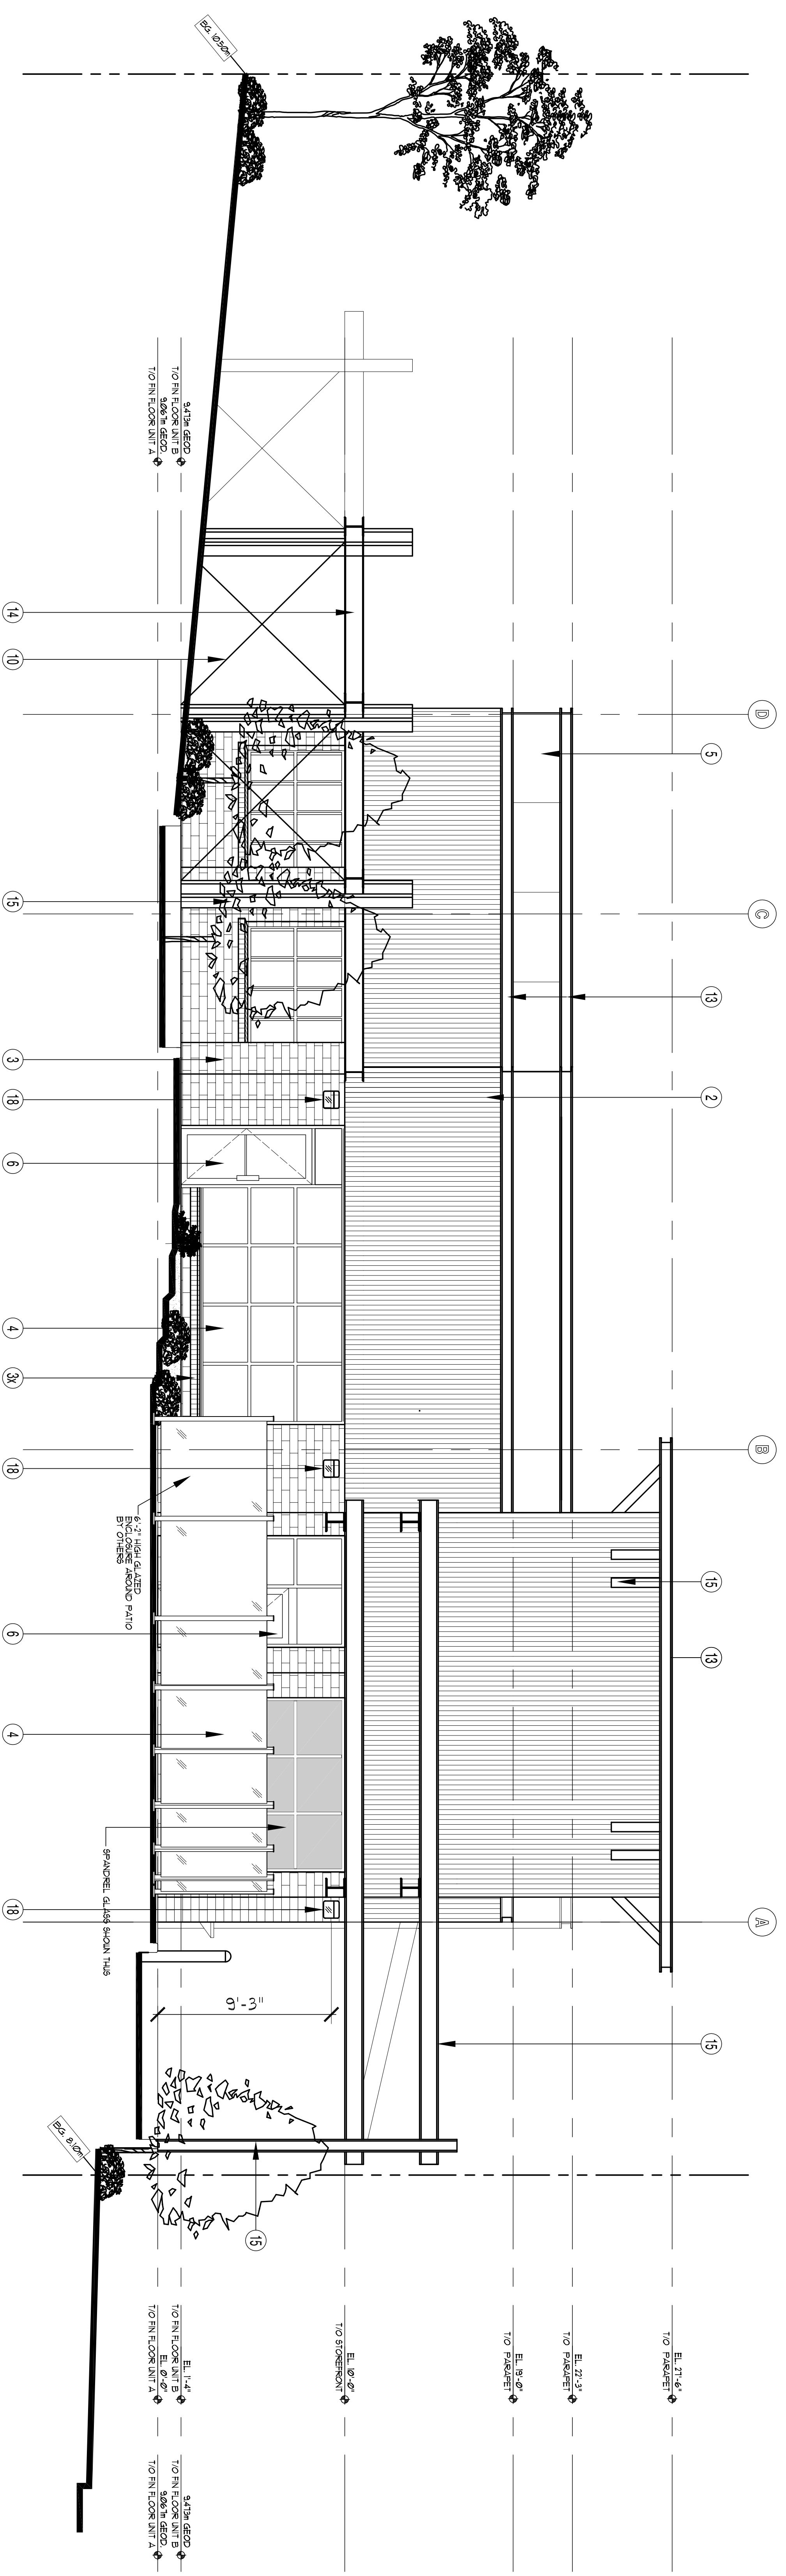 D
C
B
A
5
13
2
15
13
15
EL. 27'-6"
T/O PARAPET
EL. 22'-3"
T/O PARAPET
EL. 19'-0"
T/O PARAPET
EL. 10'-0"
T/O STOREFRONT
BG. 10.50m
9'-3"
15
9.473m GEOD
T/O FIN FLOOR UNIT B
9.067m GEOD.
T/O FIN FLOOR UNIT A
EL. 1'-4"
T/O FIN FLOOR UNIT B
EL. 0'-0"
T/O FIN FLOOR UNIT A
9.473m GEOD
T/O FIN FLOOR UNIT B
9.067m GEOD.
T/O FIN FLOOR UNIT A
6'-2" HIGH GLAZED
ENCLOSURE AROUND PATIO
BY OTHERS
SPANDREL GLASS SHOWN THUS
BG. 8.10m
14
10
15
3
18
6
4
3x
18
6
4
18